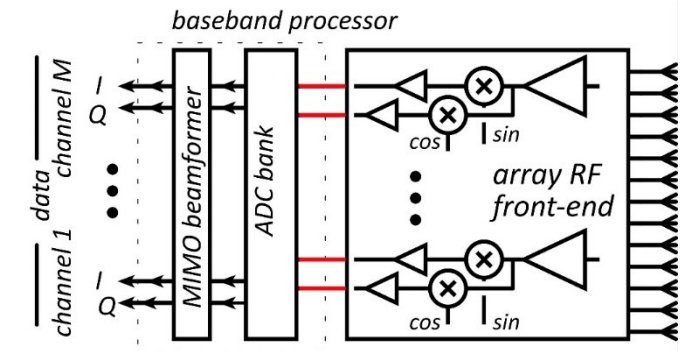 baseband processor
data
channel M
channel 1
I
Q
I
Q
MIMO beamformer
ADC bank
cos
sin
array RF
front-end
cos
sin